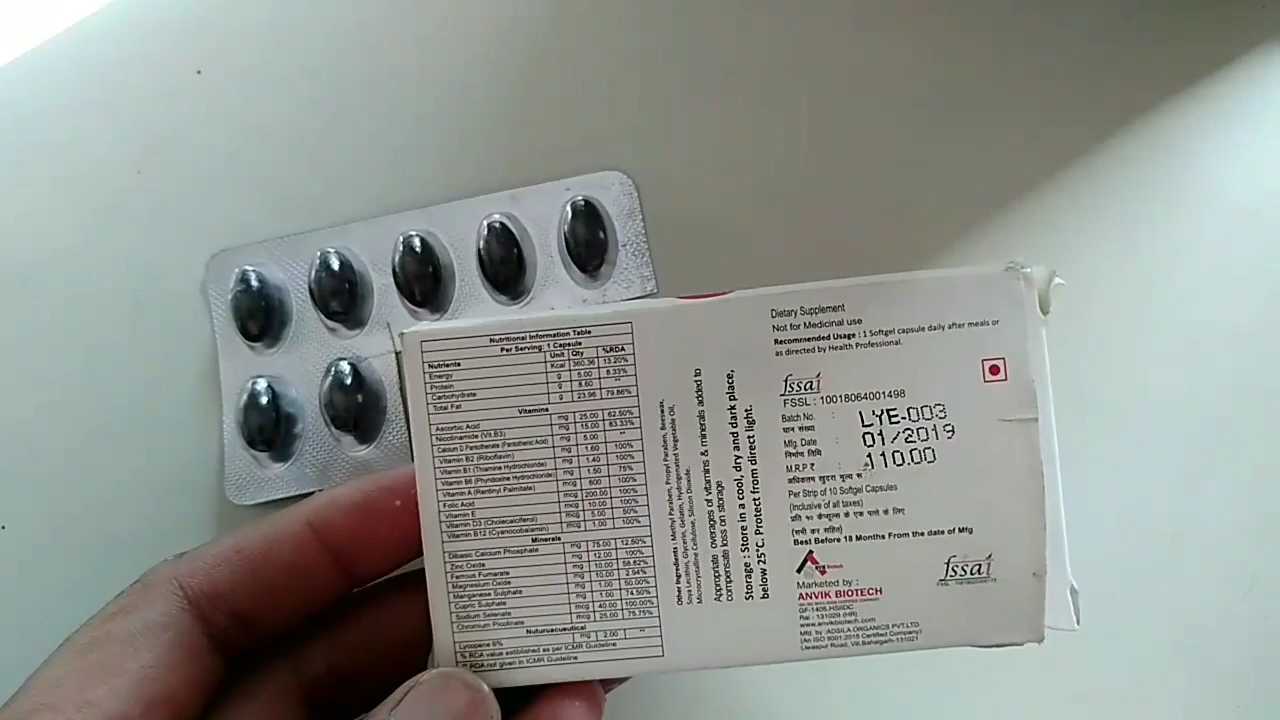 Nutritional Information Table
Per Serving: 1 Capsule
Nutrients Unit Qty %RDA
Energy Kcal 360.36 13.20%
Protein g 5.00 8.33%
Carbohydrate g 8.60 **
Total Fat g 23.96 79.86%
Vitamins
Ascorbic Acid mg 25.00 62.50%
Nicotinamide (Vit.B3) mg 15.00 83.33%
Calcium D Pantothenate (Pantothenic Acid) mg 5.00 **
Vitamin B2 (Riboflavin) mg 1.60 100%
Vitamin B1 (Thamine Hydrochloride) mg 1.40 100%
Vitamin B6 (Phyridoxine Hydrochloride) mg 1.50 75%
Vitamin A (Rentinyl Palmitate) mcg 600 100%
Folic Acid mcg 200.00 100%
Vitamin E mcg 10.00 100%
Vitamin D3 (Cholecalciferol) mcg 5.00 50%
Vitamin B12 (Cyanocobalamin) mcg 1.00 100%
Minerals
Dibasic Calcium Phosphate mg 75.00 12.50%
Zinc Oxide mg 12.00 100%
Ferrous Fumarate mg 10.00 58.82%
Magnesium Oxide mg 10.00 2.54%
Manganese Sulphate mg 1.00 50.00%
Cupric Sulphate mg 1.00 74.50%
Sodium Selenate mcg 40.00 100.00%
Chromium Picolinate mcg 25.00 75.75%
Nuturuacuetical
Lycopene 6% mg 2.00 **
% RDA value estiblished as per ICMR Guideline
** RDA not given in ICMR Guideline
Other Ingredients : Methyl Paraben, Propyl Paraben, Beeswax,
Soya Lecithin, Glycerin, Gelatin, Hydrogenated Vegetable Oil,
Microcrystalline Cellulose, Silicon Dioxide.
Appropriate overages of vitamins & minerals added to
compensate loss on storage
Storage : Store in a cool, dry and dark place,
below 25°C. Protect from direct light.
Dietary Supplement
Not for Medicinal use
Recommended Usage : 1 Softgel capsule daily after meals or
as directed by Health Professional.
fssai
FSSL : 10018064001498
Batch No. : LYE-003
घान संख्या
Mfg. Date : 01/2019
निर्माण तिथि
M.R.P ₹ : 110.00
अधिकतम खुदरा मूल्य रू
Per Strip of 10 Softgel Capsules
(Inclusive of all taxes)
प्रति १० कैप्सूल्स के एक पत्ते के लिए
(सभी कर सहित)
Best Before 18 Months From the date of Mfg
biotech
fssai
Marketed by :
ANVIK BIOTECH
GF-1405,HSIIDC
Rai - 131029 (HR)
www.anvikbiotech.com
Mfd. by :ADSILA ORGANICS PVT.LTD.
(An ISO 9001:2015 Certified Company)
Liwaspur Road, Vill.Bahalgarh-131021